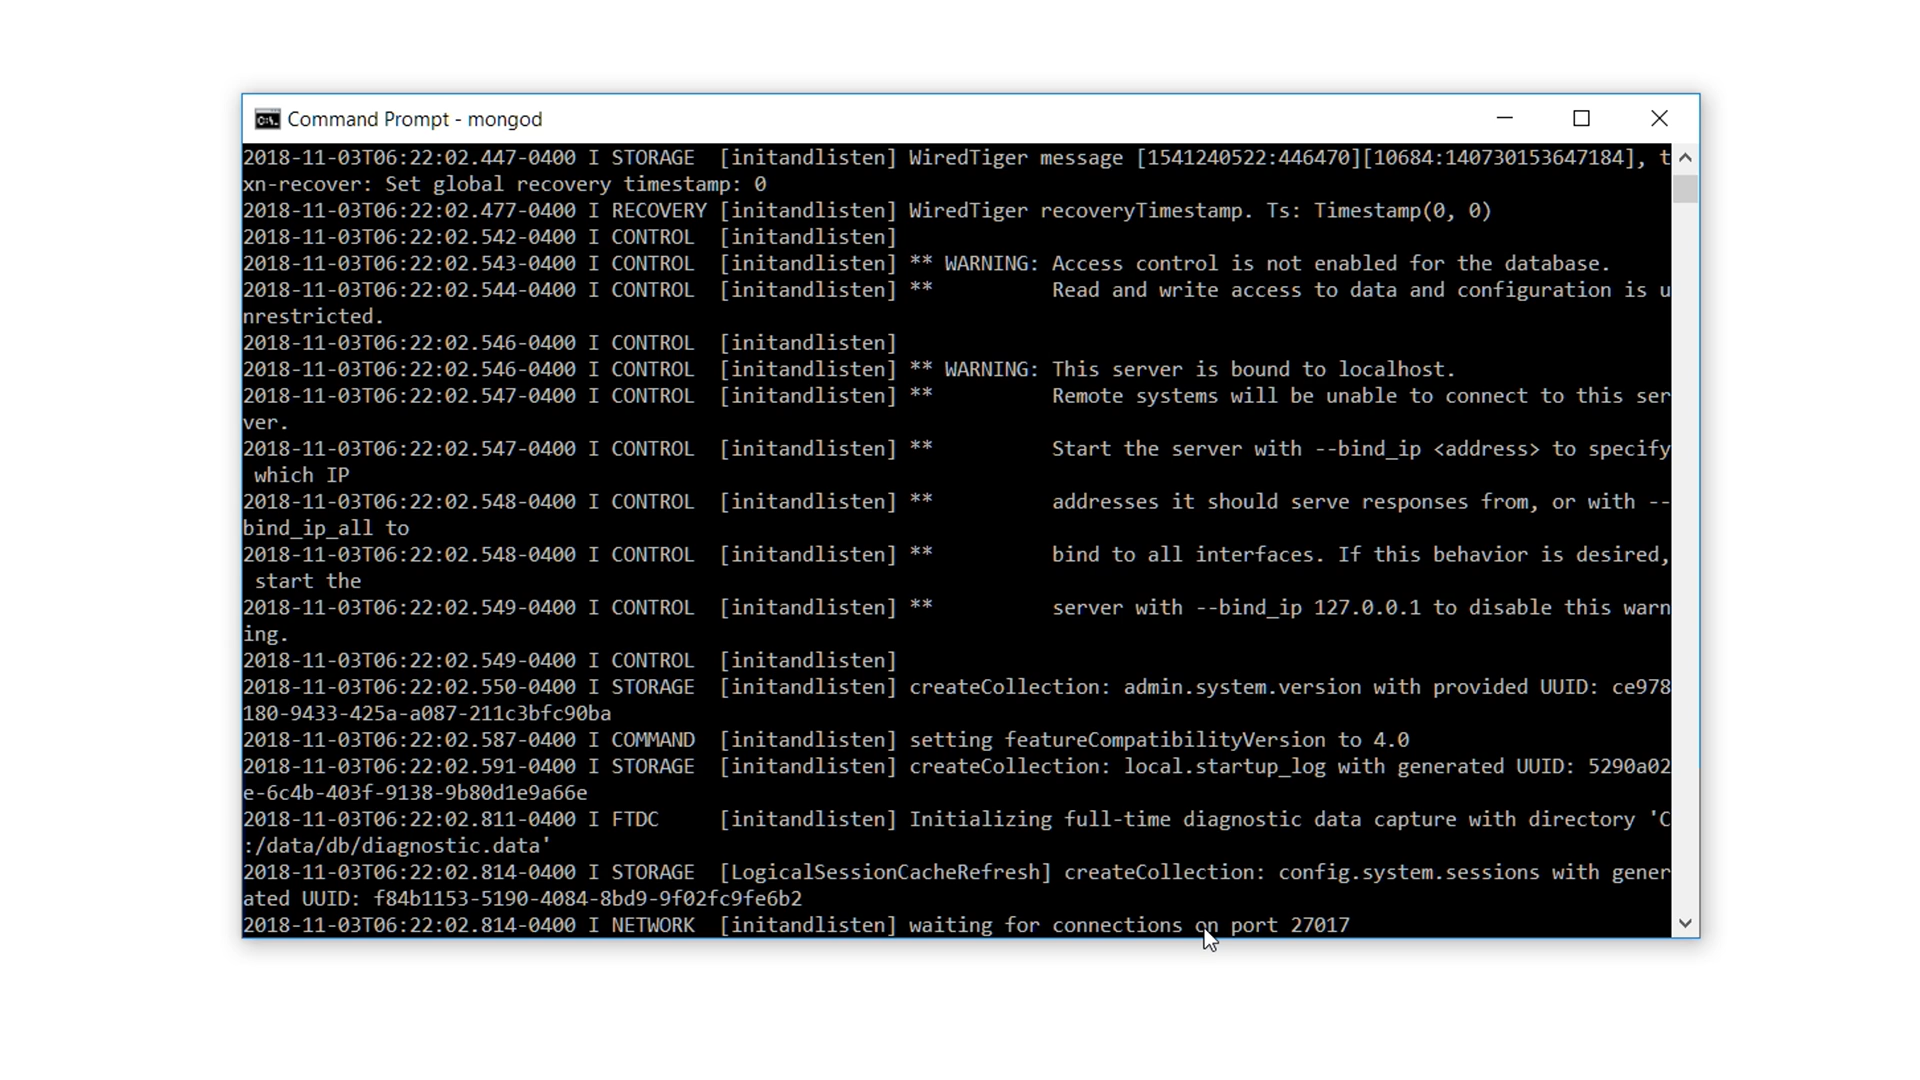 Command Prompt - mongod
2018-11-03T06:22:02.447-0400 I STORAGE  [initandlisten] WiredTiger message [1541240522:446470][10684:140730153647184], t
xn-recover: Set global recovery timestamp: 0
2018-11-03T06:22:02.477-0400 I RECOVERY [initandlisten] WiredTiger recoveryTimestamp. Ts: Timestamp(0, 0)
2018-11-03T06:22:02.542-0400 I CONTROL  [initandlisten]
2018-11-03T06:22:02.543-0400 I CONTROL  [initandlisten] ** WARNING: Access control is not enabled for the database.
2018-11-03T06:22:02.544-0400 I CONTROL  [initandlisten] **          Read and write access to data and configuration is u
nrestricted.
2018-11-03T06:22:02.546-0400 I CONTROL  [initandlisten]
2018-11-03T06:22:02.546-0400 I CONTROL  [initandlisten] ** WARNING: This server is bound to localhost.
2018-11-03T06:22:02.547-0400 I CONTROL  [initandlisten] **          Remote systems will be unable to connect to this ser
ver.
2018-11-03T06:22:02.547-0400 I CONTROL  [initandlisten] **          Start the server with --bind_ip <address> to specify
 which IP
2018-11-03T06:22:02.548-0400 I CONTROL  [initandlisten] **          addresses it should serve responses from, or with --
bind_ip_all to
2018-11-03T06:22:02.548-0400 I CONTROL  [initandlisten] **          bind to all interfaces. If this behavior is desired,
 start the
2018-11-03T06:22:02.549-0400 I CONTROL  [initandlisten] **          server with --bind_ip 127.0.0.1 to disable this warn
ing.
2018-11-03T06:22:02.549-0400 I CONTROL  [initandlisten]
2018-11-03T06:22:02.550-0400 I STORAGE  [initandlisten] createCollection: admin.system.version with provided UUID: ce978
180-9433-425a-a087-211c3bfc90ba
2018-11-03T06:22:02.587-0400 I COMMAND  [initandlisten] setting featureCompatibilityVersion to 4.0
2018-11-03T06:22:02.591-0400 I STORAGE  [initandlisten] createCollection: local.startup_log with generated UUID: 5290a02
e-6c4b-403f-9138-9b80d1e9a66e
2018-11-03T06:22:02.811-0400 I FTDC     [initandlisten] Initializing full-time diagnostic data capture with directory 'C
:/data/db/diagnostic.data'
2018-11-03T06:22:02.814-0400 I STORAGE  [LogicalSessionCacheRefresh] createCollection: config.system.sessions with gener
ated UUID: f84b1153-5190-4084-8bd9-9f02fc9fe6b2
2018-11-03T06:22:02.814-0400 I NETWORK  [initandlisten] waiting for connections on port 27017